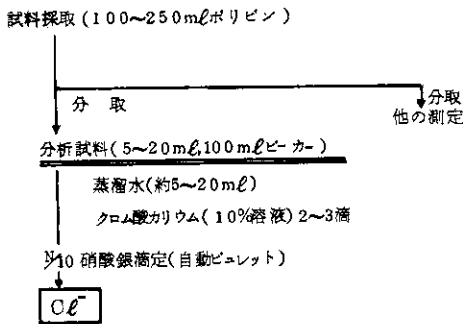 試料採取(100~250mℓポリビン)
分 取
分取
他の測定
分析試料(5~20mℓ,100mℓビーカー)
蒸溜水(約5~20mℓ)
クロム酸カリウム(10%溶液)2~3滴
N/10 硝酸銀滴定(自動ビュレット)
Cℓ⁻